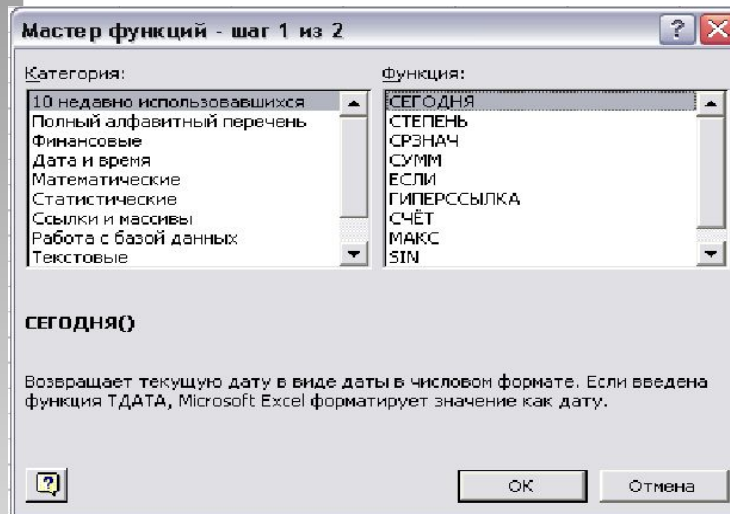 Мастер функций - шаг 1 из 2
Категория:
10 недавно использовавшихся
Полный алфавитный перечень
Финансовые
Дата и время
Математические
Статистические
Ссылки и массивы
Работа с базой данных
Текстовые
Функция:
СЕГОДНЯ
СТЕПЕНЬ
СРЗНАЧ
СУММ
ЕСЛИ
ГИПЕРССЫЛКА
СЧЁТ
МАКС
SIN
СЕГОДНЯ()
Возвращает текущую дату в виде даты в числовом формате. Если введена
функция ТДАТА, Microsoft Excel форматирует значение как дату.
ОК
Отмена